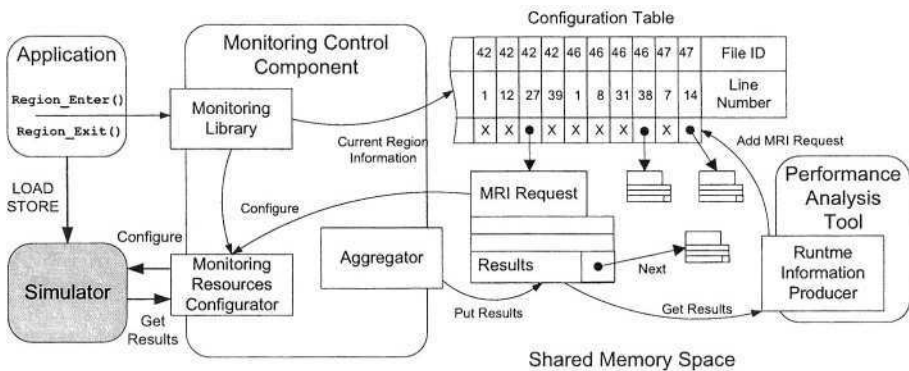 Configuration Table
Application
Region_Enter()
Region_Exit()
Monitoring Control
Component
Monitoring
Library
42 42 42 42 46 46 46 46 47 47 File ID
1 12 27 39 1 8 31 38 7 14 Line
Number
X X X X X X X
Current Region
Information
Add MRI Request
LOAD
STORE
Configure
Simulator
Get
Results
Configure
Monitoring
Resources
Configurator
Aggregator
MRI Request
Results
Next
Put Results
Get Results
Performance
Analysis
Tool
Runtme
Information
Producer
Shared Memory Space